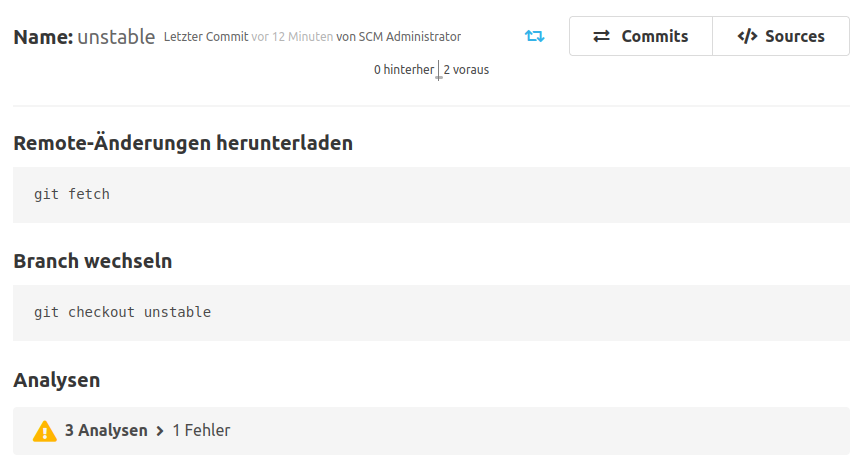 Name: unstable Letzter Commit vor 12 Minuten von SCM Administrator Commits Sources
0 hinterher 2 voraus
Remote-Änderungen herunterladen
git fetch
Branch wechseln
git checkout unstable
Analysen
3 Analysen 1 Fehler